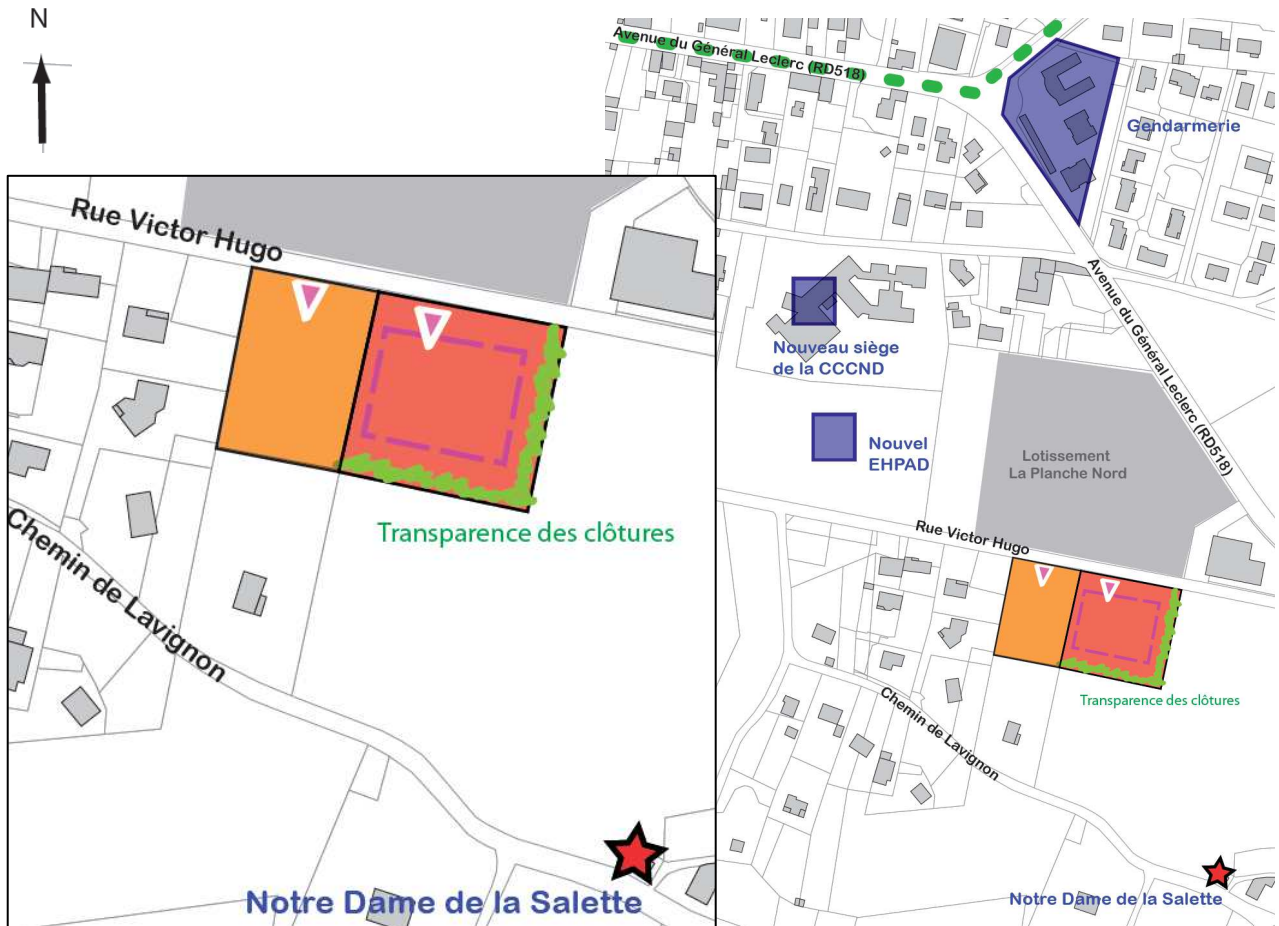 N
Avenue du Général Leclerc (RD518)
Gendarmerie
Rue Victor Hugo
Transparence des clôtures
Chemin de Lavignon
Notre Dame de la Salette
Avenue du Général Leclerc (RD518)
Nouveau siège
de la CCCND
Nouvel
EHPAD
Lotissement
La Planche Nord
Rue Victor Hugo
Transparence des clôtures
Chemin de Lavignon
Notre Dame de la Salette